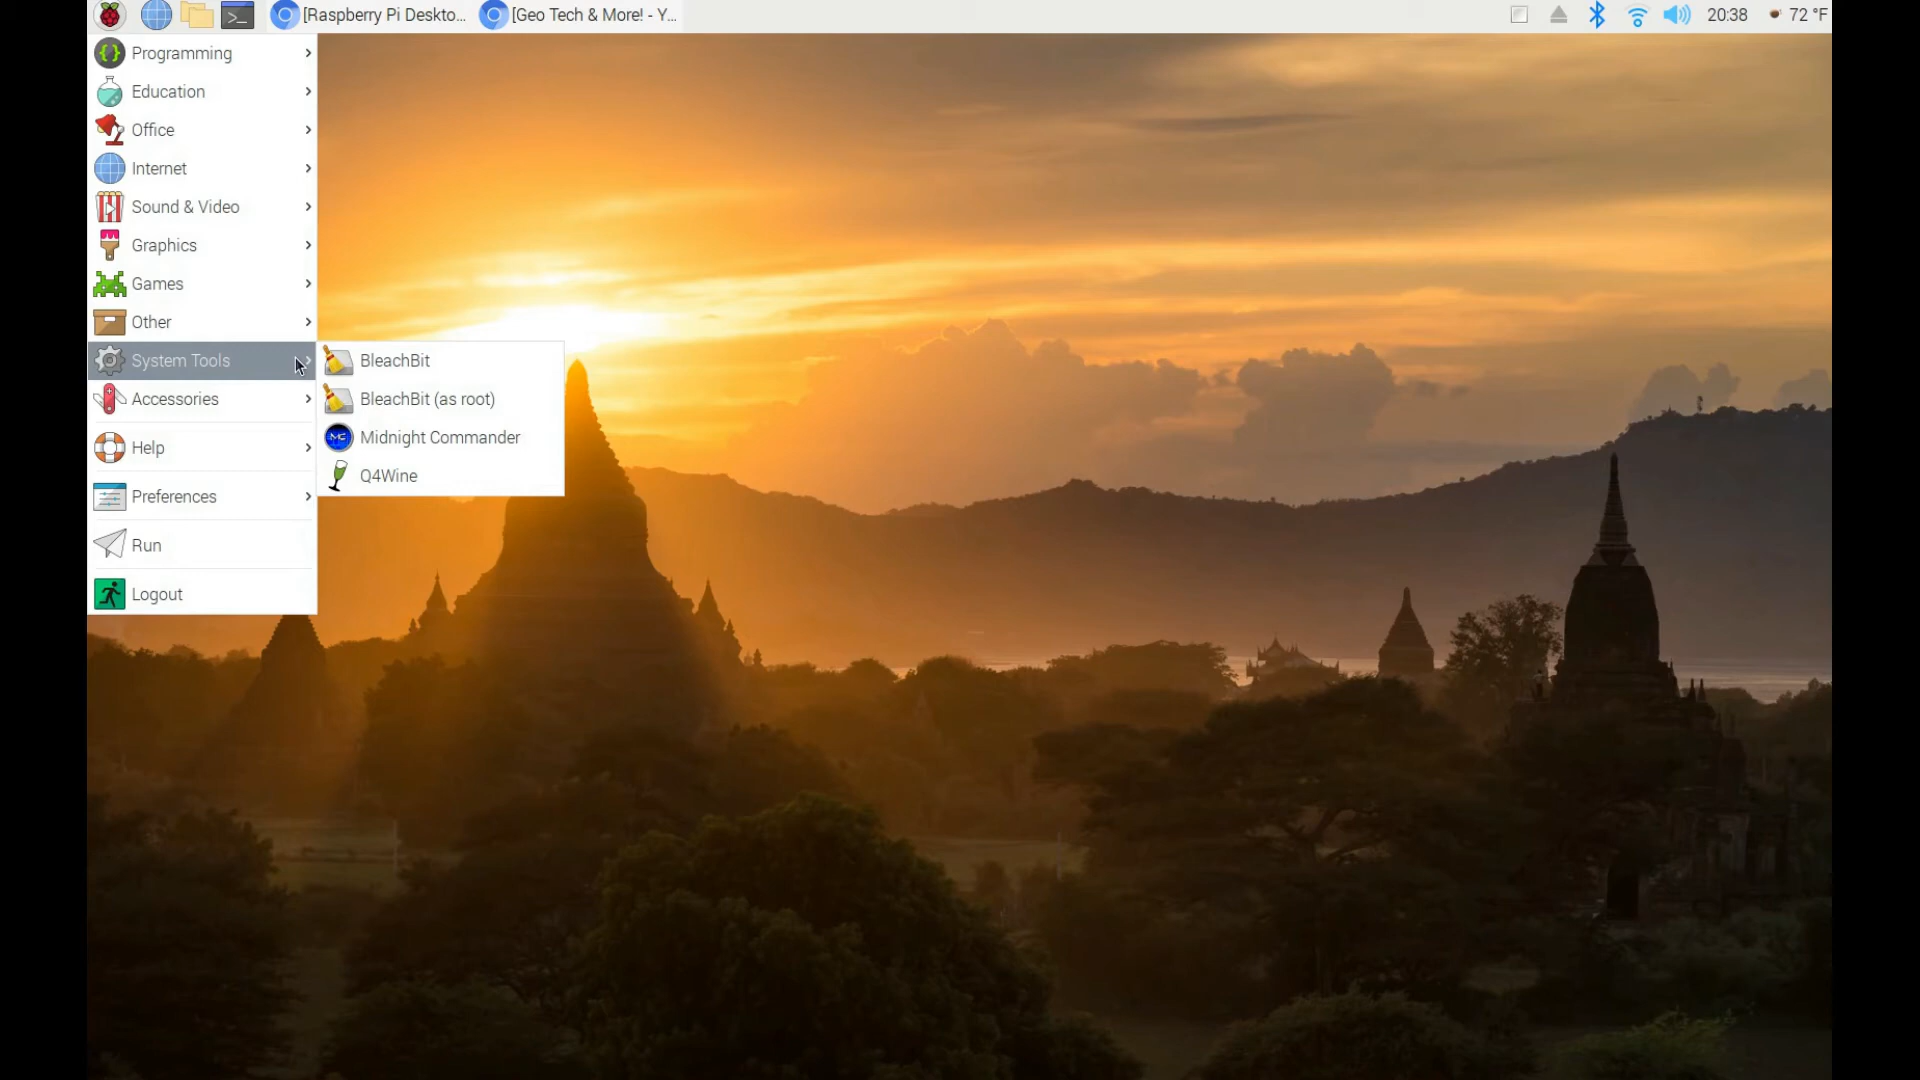 [Raspberry Pi Deskto...
[Geo Tech & More! - Y...
20:38
72 °F
Programming
Education
Office
Internet
Sound & Video
Graphics
Games
Other
System Tools
Accessories
Help
Preferences
Run
Logout
BleachBit
BleachBit (as root)
Midnight Commander
Q4Wine